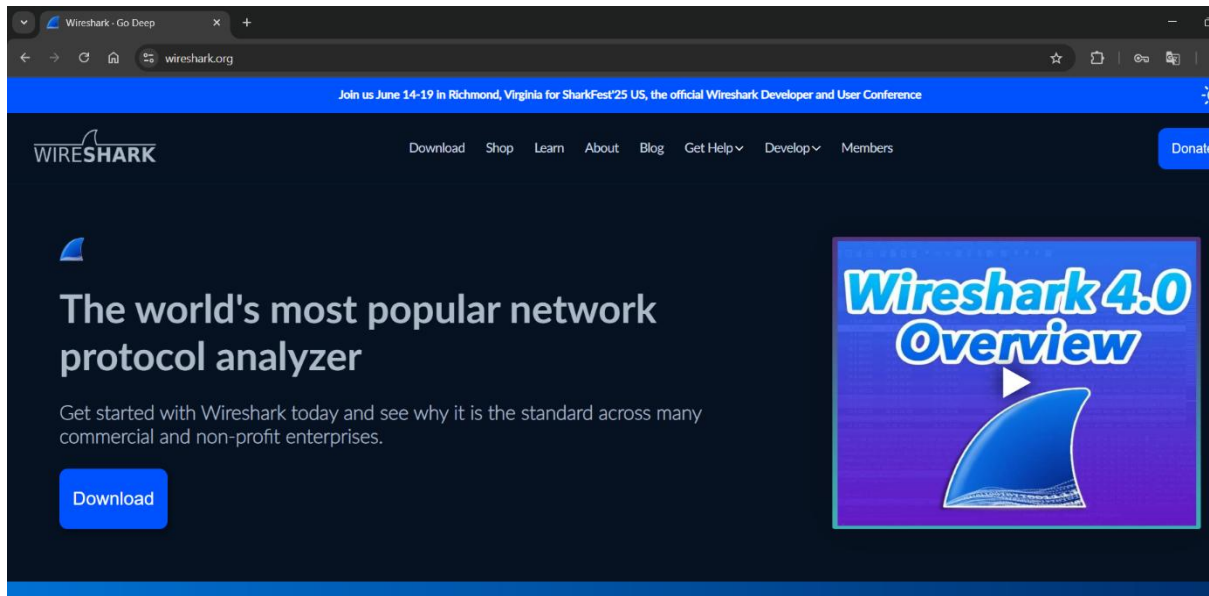 Wireshark · Go Deep
wireshark.org
Join us June 14-19 in Richmond, Virginia for SharkFest'25 US, the official Wireshark Developer and User Conference
WIRESHARK
Download Shop Learn About Blog Get Help Develop Members
Donate
The world's most popular network
protocol analyzer
Get started with Wireshark today and see why it is the standard across many
commercial and non-profit enterprises.
Download
Wireshark 4.0
Overview